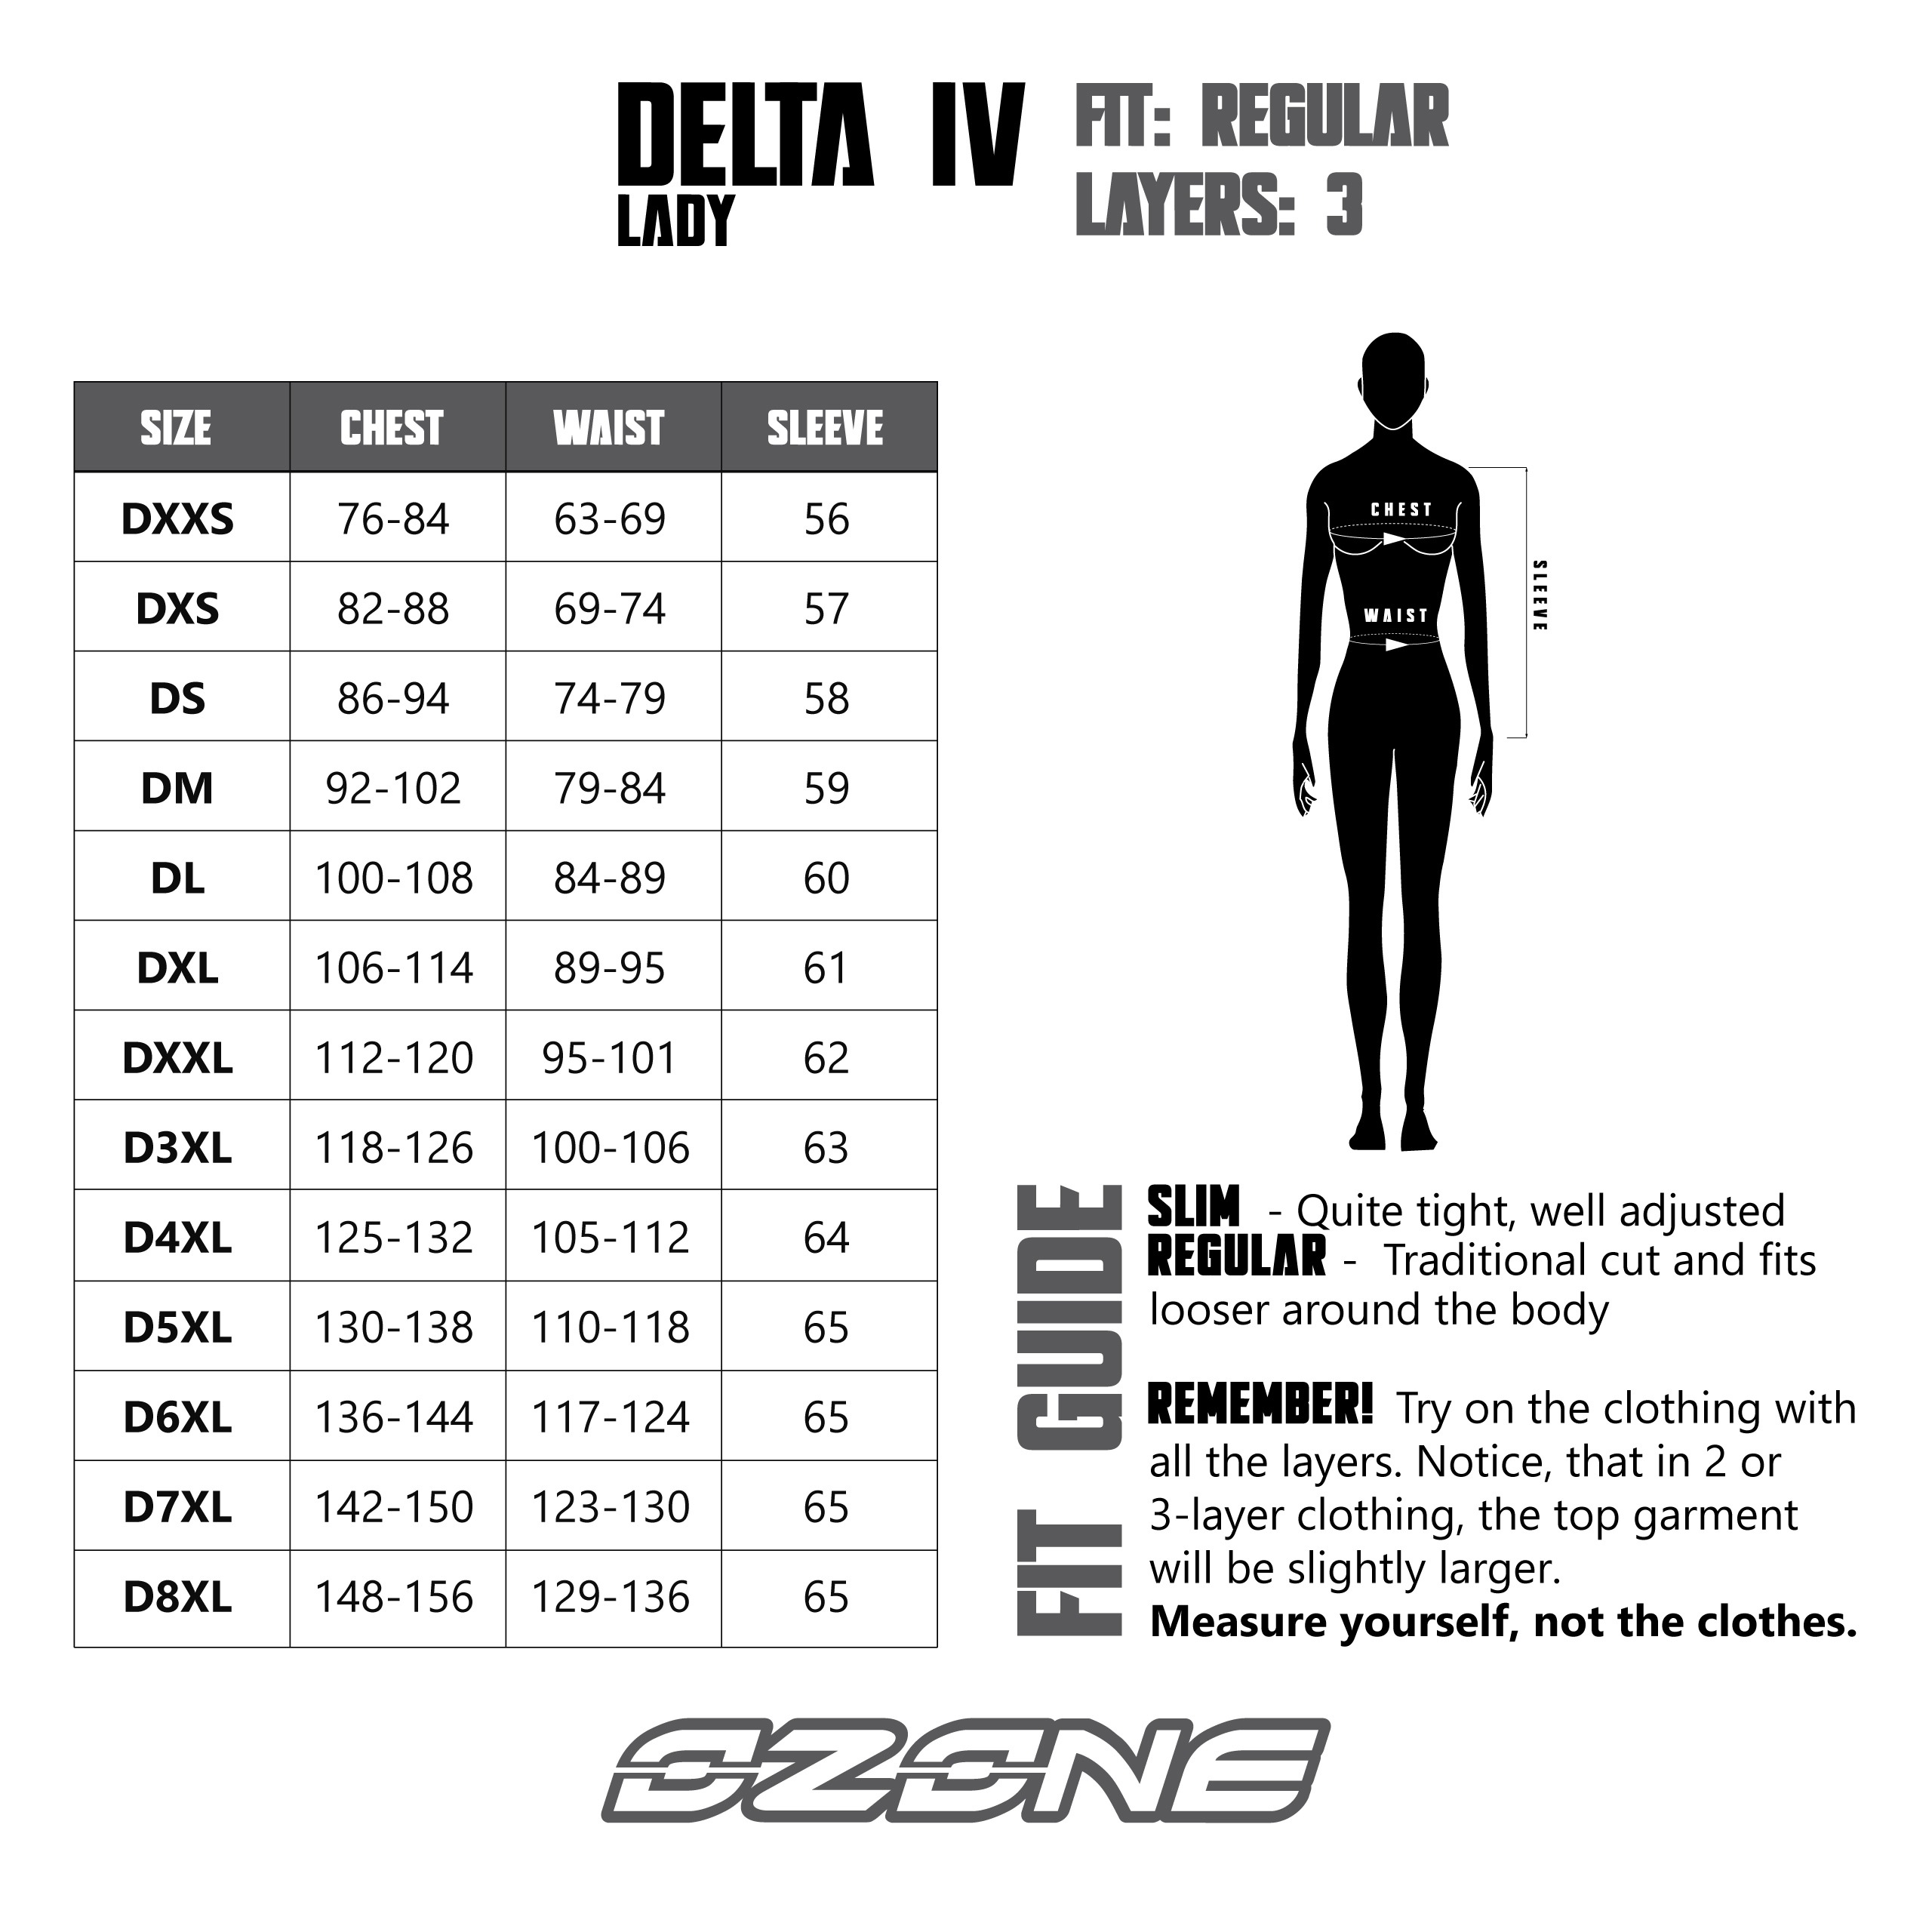 DELTA IV
LADY
FIT: REGULAR
LAYERS: 3
SIZE CHEST WAIST SLEEVE
DXXS 76-84 63-69 56
DXS 82-88 69-74 57
DS 86-94 74-79 58
DM 92-102 79-84 59
DL 100-108 84-89 60
DXL 106-114 89-95 61
DXXL 112-120 95-101 62
D3XL 118-126 100-106 63
D4XL 125-132 105-112 64
D5XL 130-138 110-118 65
D6XL 136-144 117-124 65
D7XL 142-150 123-130 65
D8XL 148-156 129-136 65
CHEST
WAIST
SLEEVE
FIT GUIDE
SLIM - Quite tight, well adjusted
REGULAR - Traditional cut and fits
looser around the body
REMEMBER! Try on the clothing with
all the layers. Notice, that in 2 or
3-layer clothing, the top garment
will be slightly larger.
Measure yourself, not the clothes.
OZONE